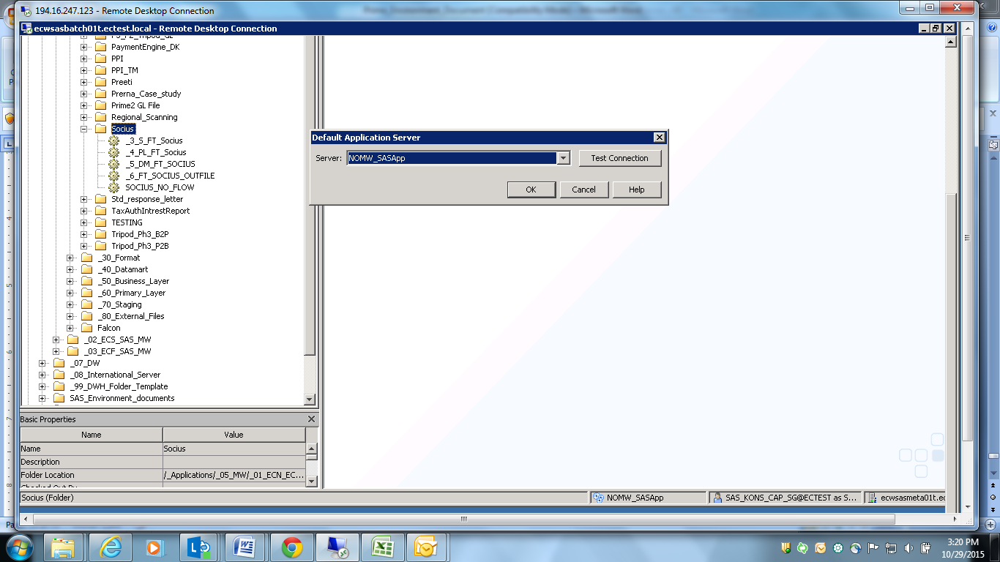 194.16.247.123 - Remote Desktop Connection
ecwsasbatch01t.ectest.local - Remote Desktop Connection
PaymentEngine_DK
PPI
PPI_TM
Preeti
Prerna_Case_study
Prime2 GL File
Regional_Scanning
Socius
_3_S_FT_Socius
_4_PL_FT_Socius
_5_DM_FT_SOCIUS
_6_FT_SOCIUS_OUTFILE
SOCIUS_NO_FLOW
Std_response_letter
TaxAuthIntrestReport
TESTING
Tripod_Ph3_B2P
Tripod_Ph3_P2B
_30_Format
_40_Datamart
_50_Business_Layer
_60_Primary_Layer
_70_Staging
_80_External_Files
Falcon
_02_ECS_SAS_MW
_03_ECF_SAS_MW
_07_DW
_08_International_Server
_99_DWH_Folder_Template
SAS_Environment_documents
Default Application Server
Server: NOMW_SASApp Test Connection
OK Cancel Help
Basic Properties
Name Value
Name Socius
Description
Folder Location /_Applications/_05_MW/_01_ECN_EC...
Socius (Folder) NOMW_SASApp SAS_KONS_CAP_SG@ECTEST as S... ecwsasmeta01t.ec
3:20 PM
10/29/2015